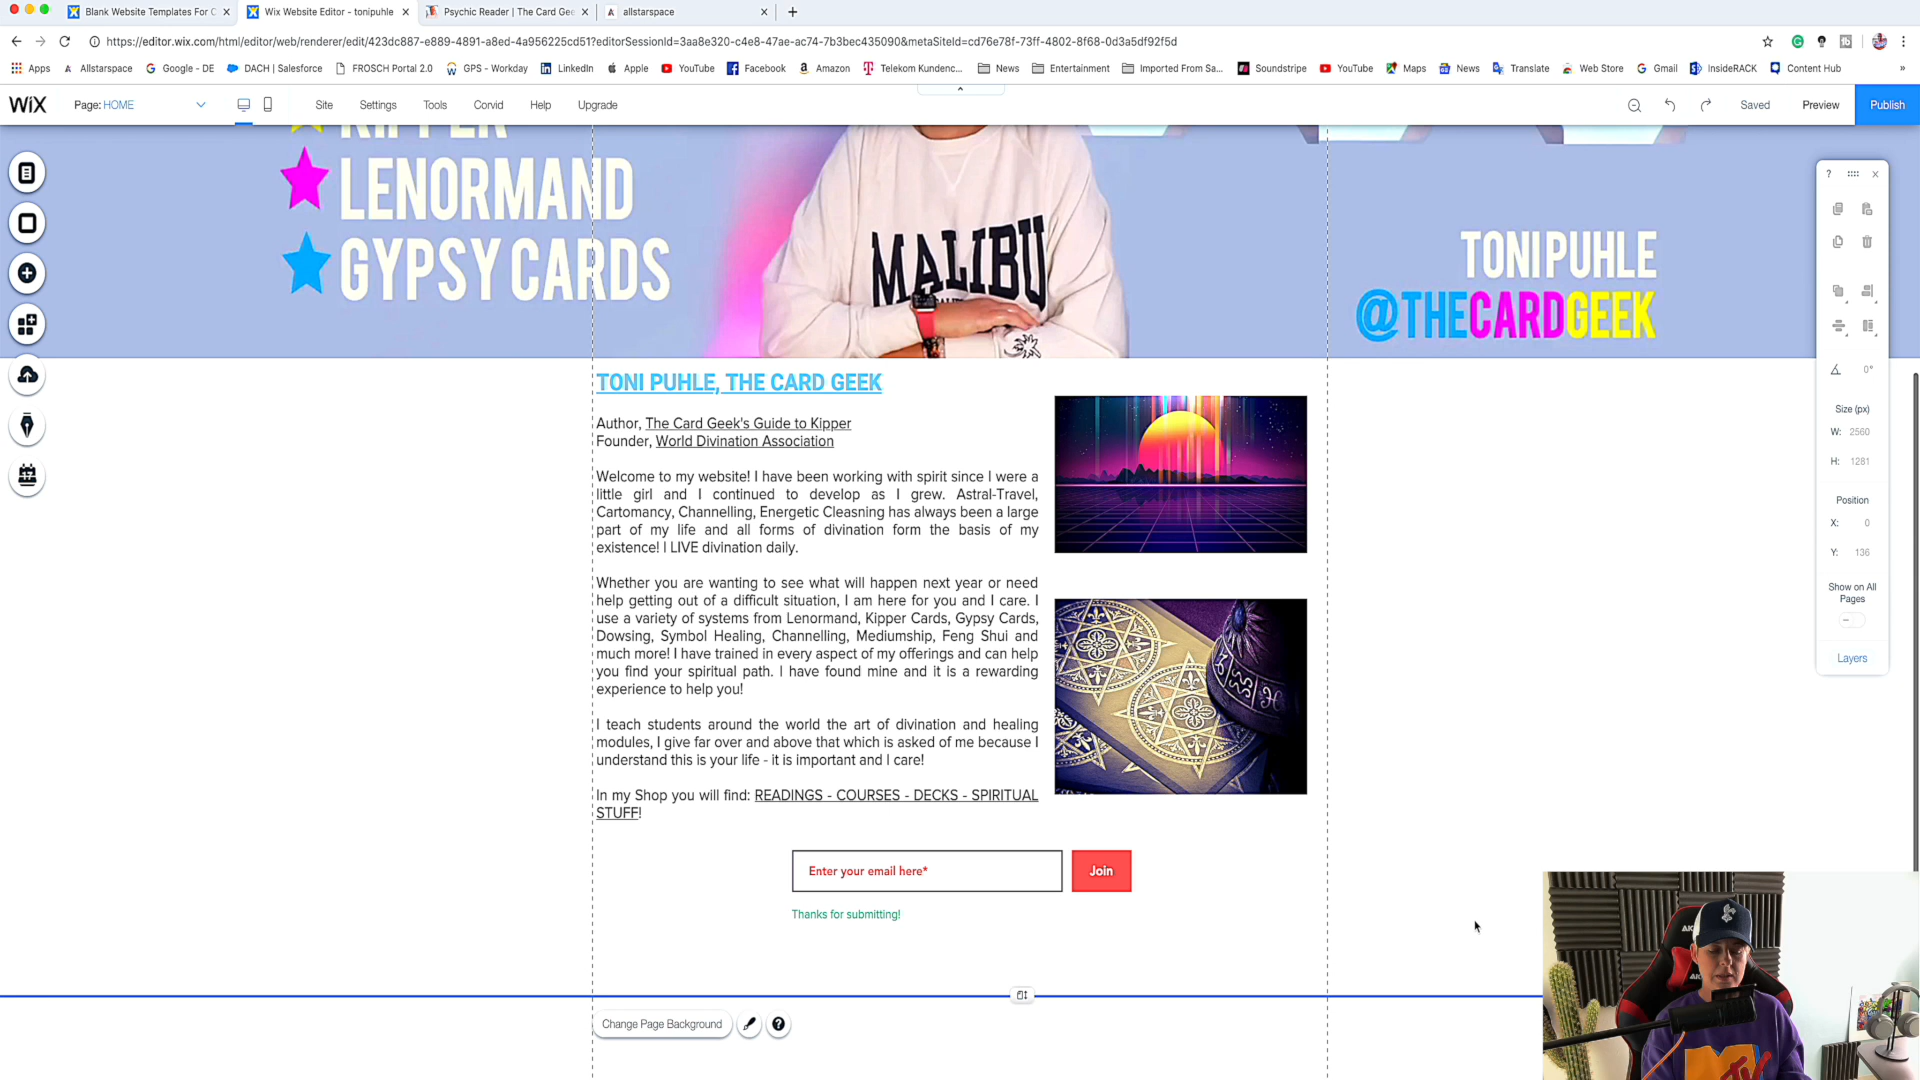 Blank Website Templates For C
Wix Website Editor - tonipuhle
Psychic Reader | The Card Gee
allstarspace
https://editor.wix.com/html/editor/web/renderer/edit/423dc887-e889-4891-a8ed-4a956225cd51?editorSessionId=3aa8e320-c4e8-47ae-ac74-7b3bec435090&metaSiteId=cd76e78f-73ff-4802-8f68-0d3a5df92f5d
Apps Allstarspace Google - DE DACH | Salesforce FROSCH Portal 2.0 GPS - Workday LinkedIn Apple YouTube Facebook Amazon Telekom Kundenc... News Entertainment Imported From Sa... Soundstripe YouTube Maps News Translate Web Store Gmail InsideRACK Content Hub
WiX Page: HOME Site Settings Tools Corvid Help Upgrade Saved Preview Publish
KIPPER
LENORMAND
GYPSY CARDS
MALIBU
TONI PUHLE
@THECARDGEEK
TONI PUHLE, THE CARD GEEK
Author, The Card Geek's Guide to Kipper
Founder, World Divination Association
Welcome to my website! I have been working with spirit since I were a
little girl and I continued to develop as I grew. Astral-Travel,
Cartomancy, Channelling, Energetic Cleasning has always been a large
part of my life and all forms of divination form the basis of my
existence! I LIVE divination daily.
Whether you are wanting to see what will happen next year or need
help getting out of a difficult situation, I am here for you and I care. I
use a variety of systems from Lenormand, Kipper Cards, Gypsy Cards,
Dowsing, Symbol Healing, Channelling, Mediumship, Feng Shui and
much more! I have trained in every aspect of my offerings and can help
you find your spiritual path. I have found mine and it is a rewarding
experience to help you!
I teach students around the world the art of divination and healing
modules, I give far over and above that which is asked of me because I
understand this is your life - it is important and I care!
In my Shop you will find: READINGS - COURSES - DECKS - SPIRITUAL
STUFF!
Enter your email here*
Join
Thanks for submitting!
Change Page Background
?
0°
Size (px)
W: 2560
H: 1281
Position
X: 0
Y: 136
Show on All
Pages
Layers